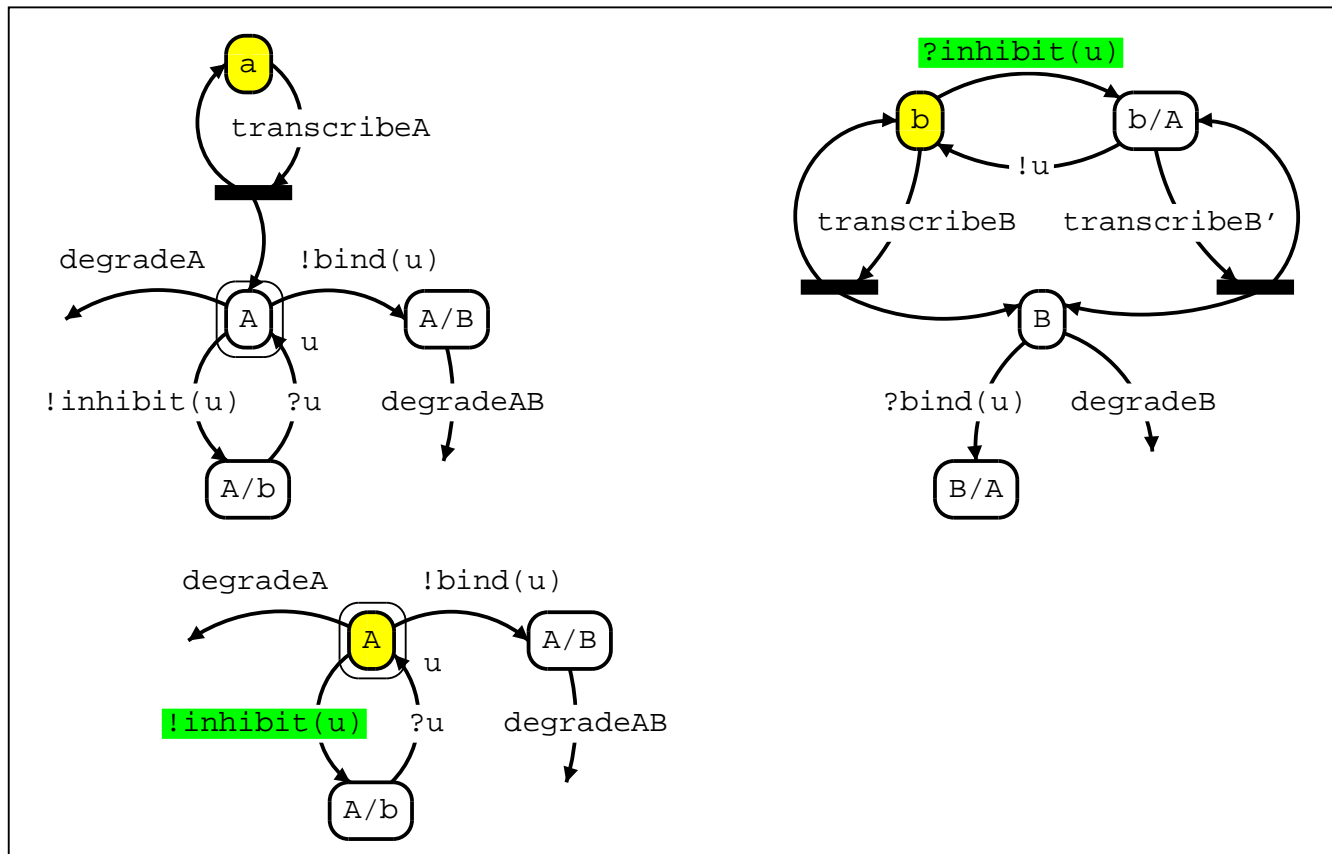 a
transcribeA
degradeA !bind(u)
A A/B
u
!inhibit(u) ?u degradeAB
A/b
?inhibit(u)
b b/A
!u
transcribeB transcribeB’
B
?bind(u) degradeB
B/A
degradeA !bind(u)
A A/B
u
!inhibit(u) ?u degradeAB
A/b